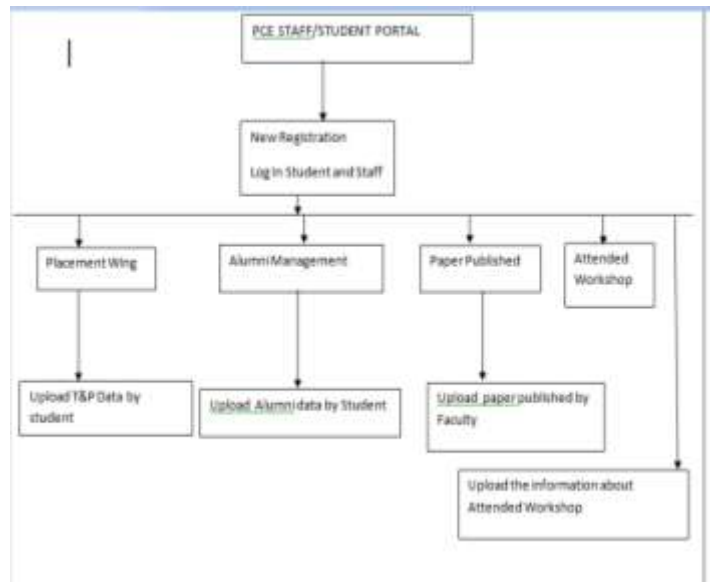 PCE STAFF/STUDENT PORTAL
New Registration
Log In Student and Staff
Placement Wing
Alumni Management
Paper Published
Attended
Workshop
Upload T&P Data by
student
Upload Alumni data by Student
Upload paper published by
Faculty
Upload the information about
Attended Workshop